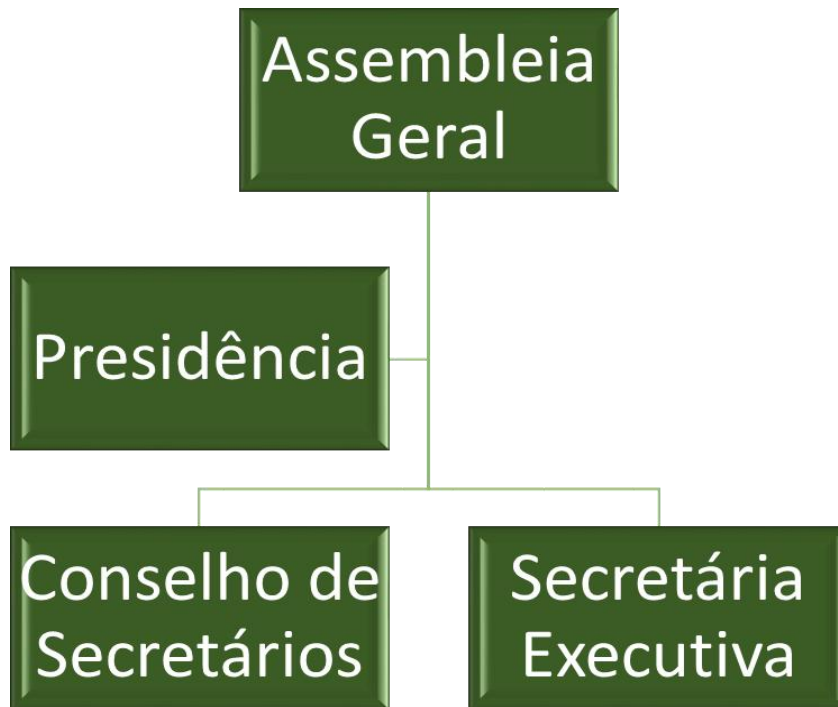 Assembleia
Geral
Presidência
Conselho de
Secretários
Secretária
Executiva